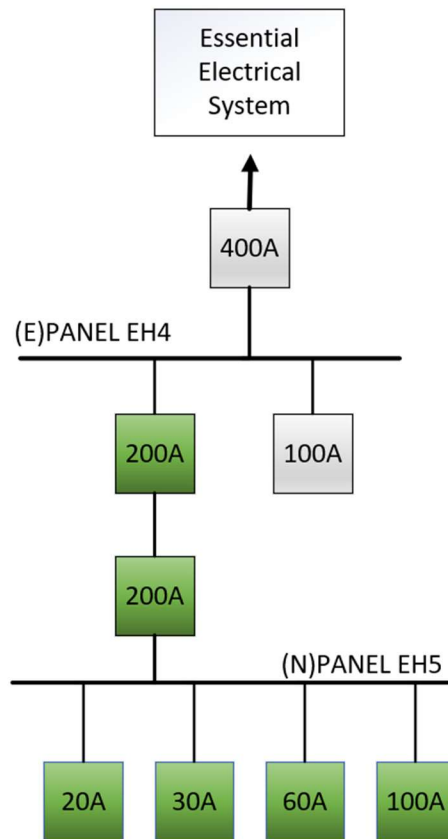 Essential
Electrical
System
400A
(E)PANEL EH4
200A
100A
200A
(N)PANEL EH5
20A
30A
60A
100A